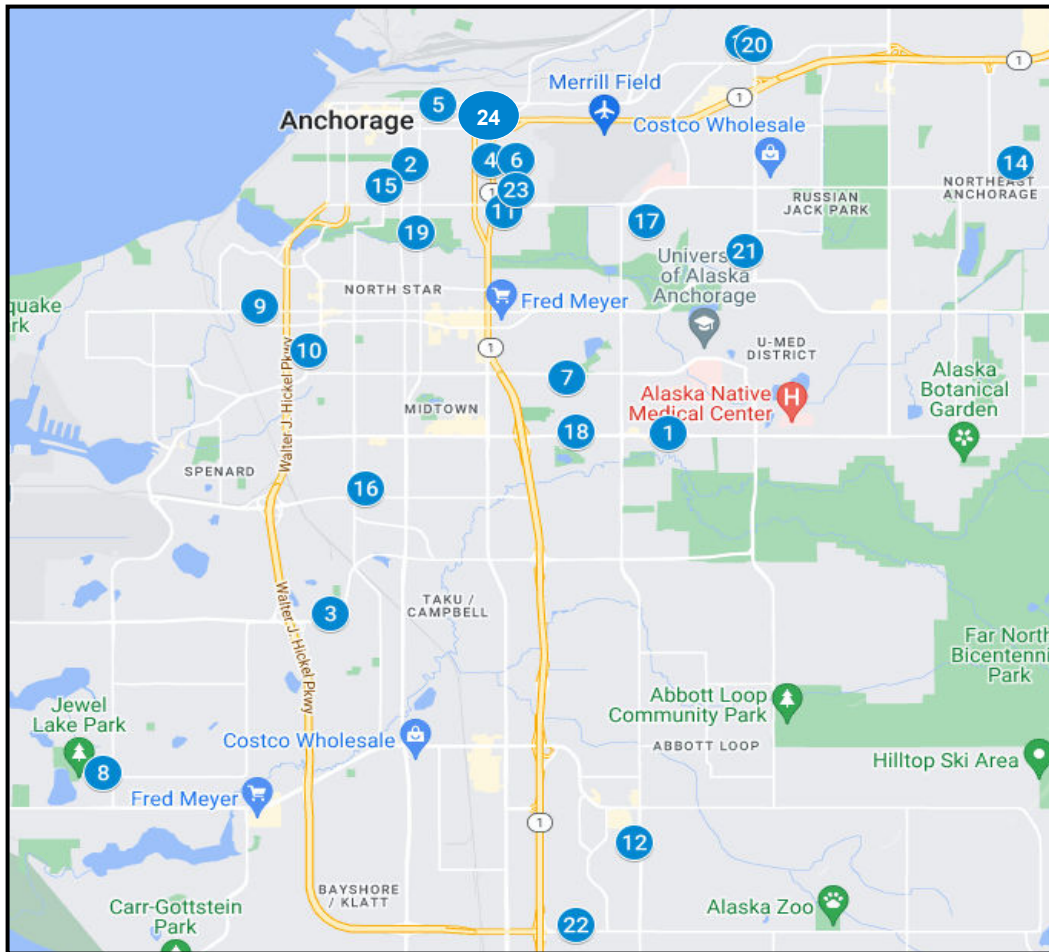 20
1
Merrill Field
1
5
24
Anchorage
Costco Wholesale
2
4
6
14
15
1
23
NORTHEAST
ANCHORAGE
11
RUSSIAN
JACK PARK
17
19
21
of Alaska
Anchorage
NORTH STAR
9
Fred Meyer
10
1
U-MED
DISTRICT
7
Alaska
Botanical
Garden
Alaska Native
Medical Center
H
MIDTOWN
18
1
Walter J. Hickel Pkwy
SPENARD
16
3
TAKU /
CAMPBELL
Walter J. Hickel Pkwy
Far North
Park
Jewel
Lake Park
Abbott Loop
Community Park
Costco Wholesale
ABBOTT LOOP
Hilltop Ski Area
8
Fred Meyer
1
12
BAYSHORE
/ KLATT
Carr-Gottstein
Park
Alaska Zoo
22